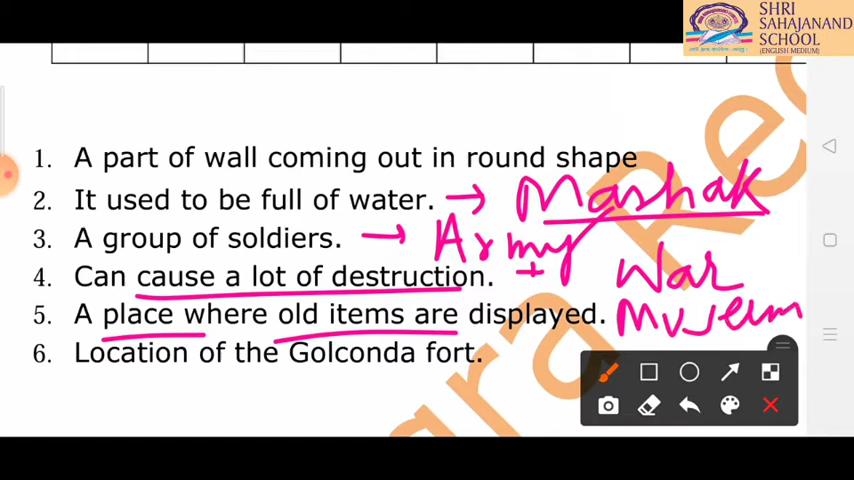 SHRI
SAHAJANAND
SCHOOL
(ENGLISH MEDIUM)
1. A part of wall coming out in round shape
2. It used to be full of water. → Mashak
3. A group of soldiers. → Army
4. Can cause a lot of destruction. War
5. A place where old items are displayed. Museum
6. Location of the Golconda fort.